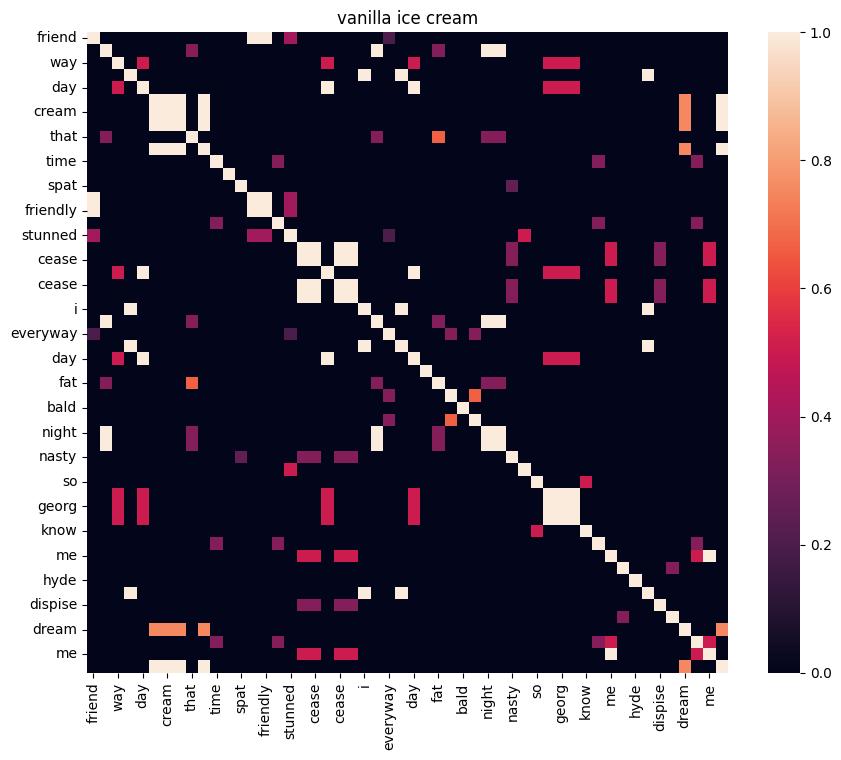 vanilla ice cream
friend
way
day
cream
that
time
spat
friendly
stunned
cease
cease
i
everyway
day
fat
bald
night
nasty
so
georg
know
me
hyde
dispise
dream
me
1.0
0.8
0.6
0.4
0.2
0.0
friend
way
day
cream
that
time
spat
friendly
stunned
cease
cease
i
everyway
day
fat
bald
night
nasty
so
georg
know
me
hyde
dispise
dream
me